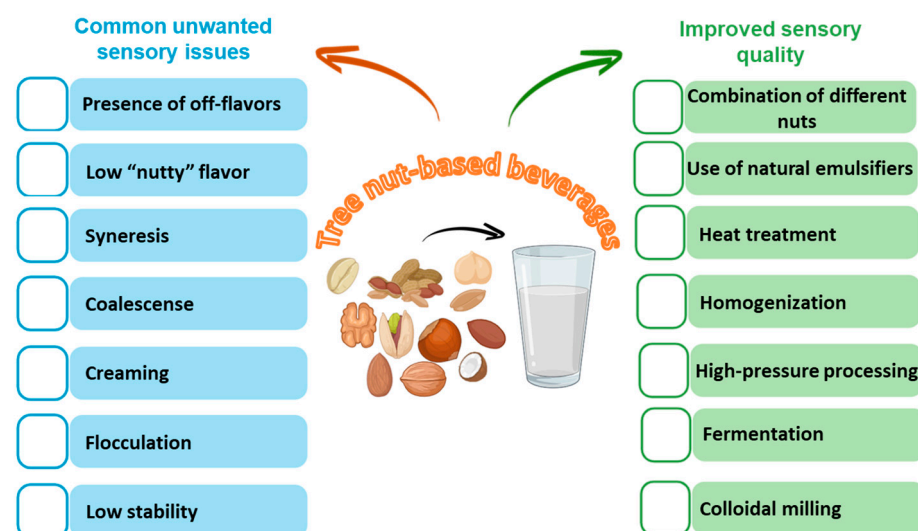 Common unwanted
sensory issues
Presence of off-flavors
Low “nutty” flavor
Syneresis
Coalescense
Creaming
Flocculation
Low stability
Tree nut-based beverages
Improved sensory
quality
Combination of different
nuts
Use of natural emulsifiers
Heat treatment
Homogenization
High-pressure processing
Fermentation
Colloidal milling